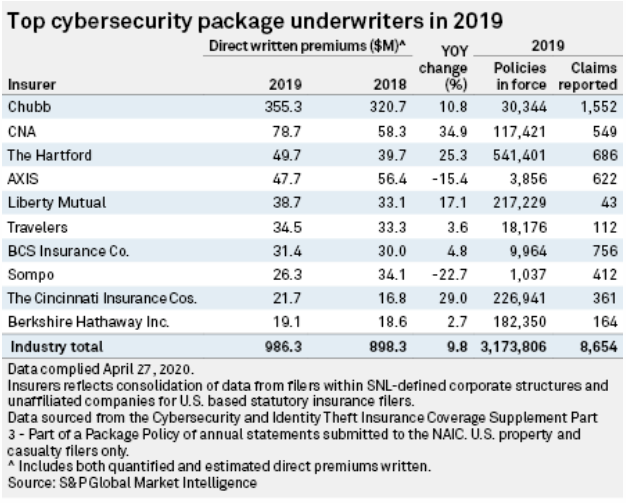 Top cybersecurity package underwriters in 2019
Direct written premiums ($M)^ YOY 2019
change Policies Claims
Insurer 2019 2018 (%) in force reported
Chubb 355.3 320.7 10.8 30,344 1,552
CNA 78.7 58.3 34.9 117,421 549
The Hartford 49.7 39.7 25.3 541,401 686
AXIS 47.7 56.4 -15.4 3,856 622
Liberty Mutual 38.7 33.1 17.1 217,229 43
Travelers 34.5 33.3 3.6 18,176 112
BCS Insurance Co. 31.4 30.0 4.8 9,964 756
Sompo 26.3 34.1 -22.7 1,037 412
The Cincinnati Insurance Cos. 21.7 16.8 29.0 226,941 361
Berkshire Hathaway Inc. 19.1 18.6 2.7 182,350 164
Industry total 986.3 898.3 9.8 3,173,806 8,654
Data complied April 27, 2020.
Insurers reflects consolidation of data from filers within SNL-defined corporate structures and
unaffiliated companies for U.S. based statutory insurance filers.
Data sourced from the Cybersecurity and Identity Theft Insurance Coverage Supplement Part
3 - Part of a Package Policy of annual statements submitted to the NAIC. U.S. property and
casualty filers only.
^ Includes both quantified and estimated direct premiums written.
Source: S&P Global Market Intelligence